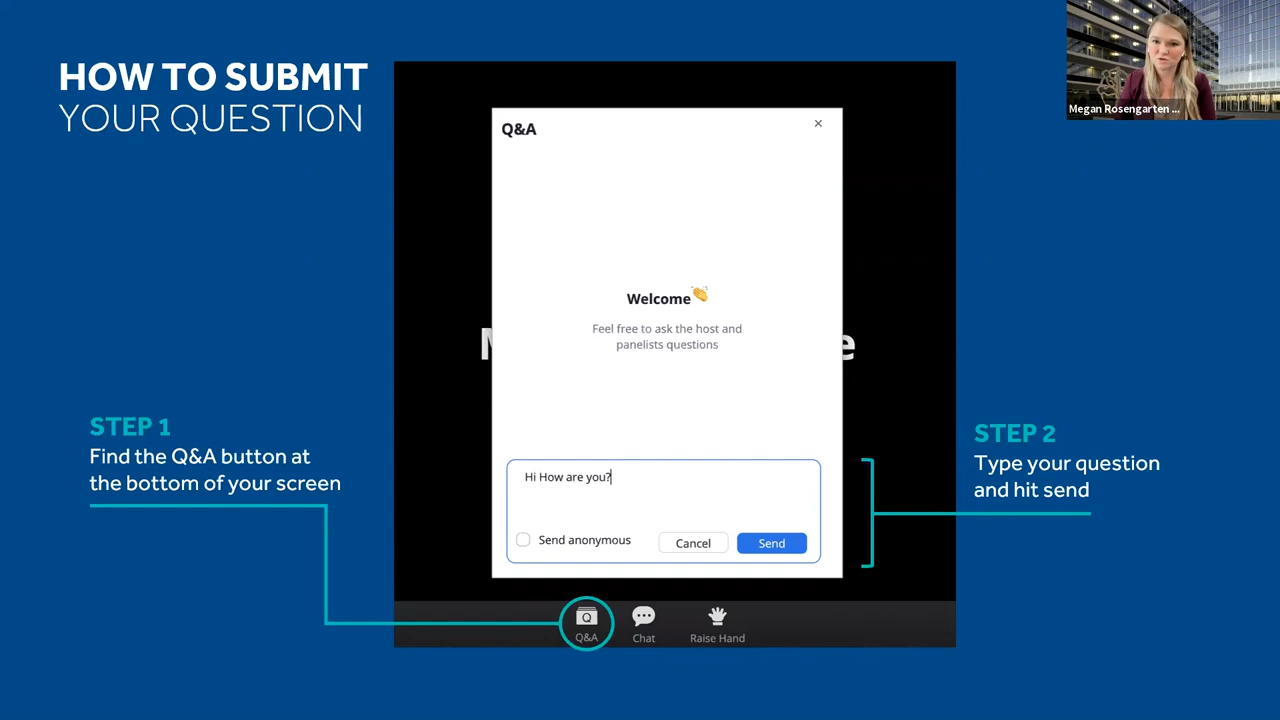 HOW TO SUBMIT
YOUR QUESTION
Megan Rosengarten ...
Q&A
Welcome
Feel free to ask the host and
panelists questions
STEP 1
Find the Q&A button at
the bottom of your screen
Hi How are you?
Send anonymous
Cancel
Send
STEP 2
Type your question
and hit send
Q&A
Chat
Raise Hand